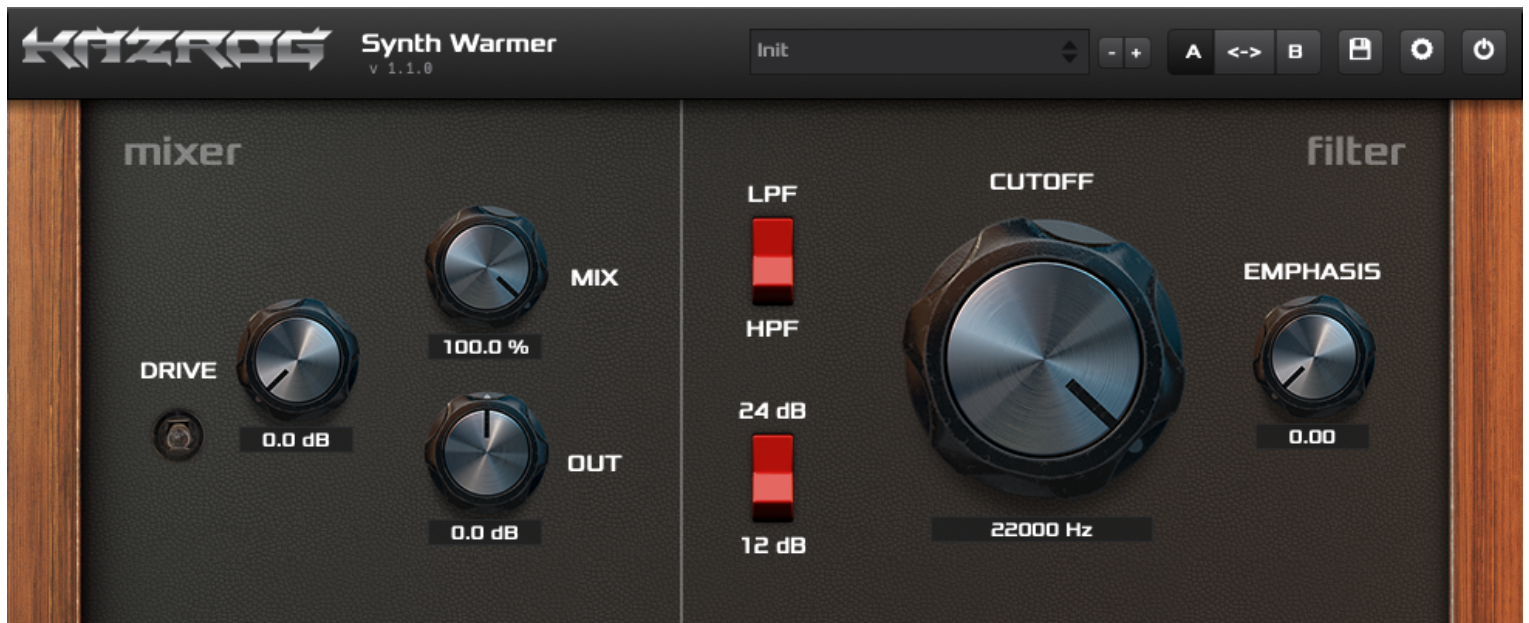 KAZROG
Synth Warmer
v 1.1.0
Init
- +
A <-> B
mixer
MIX
100.0 %
DRIVE
0.0 dB
OUT
0.0 dB
filter
LPF
HPF
24 dB
12 dB
CUTOFF
22000 Hz
EMPHASIS
0.00